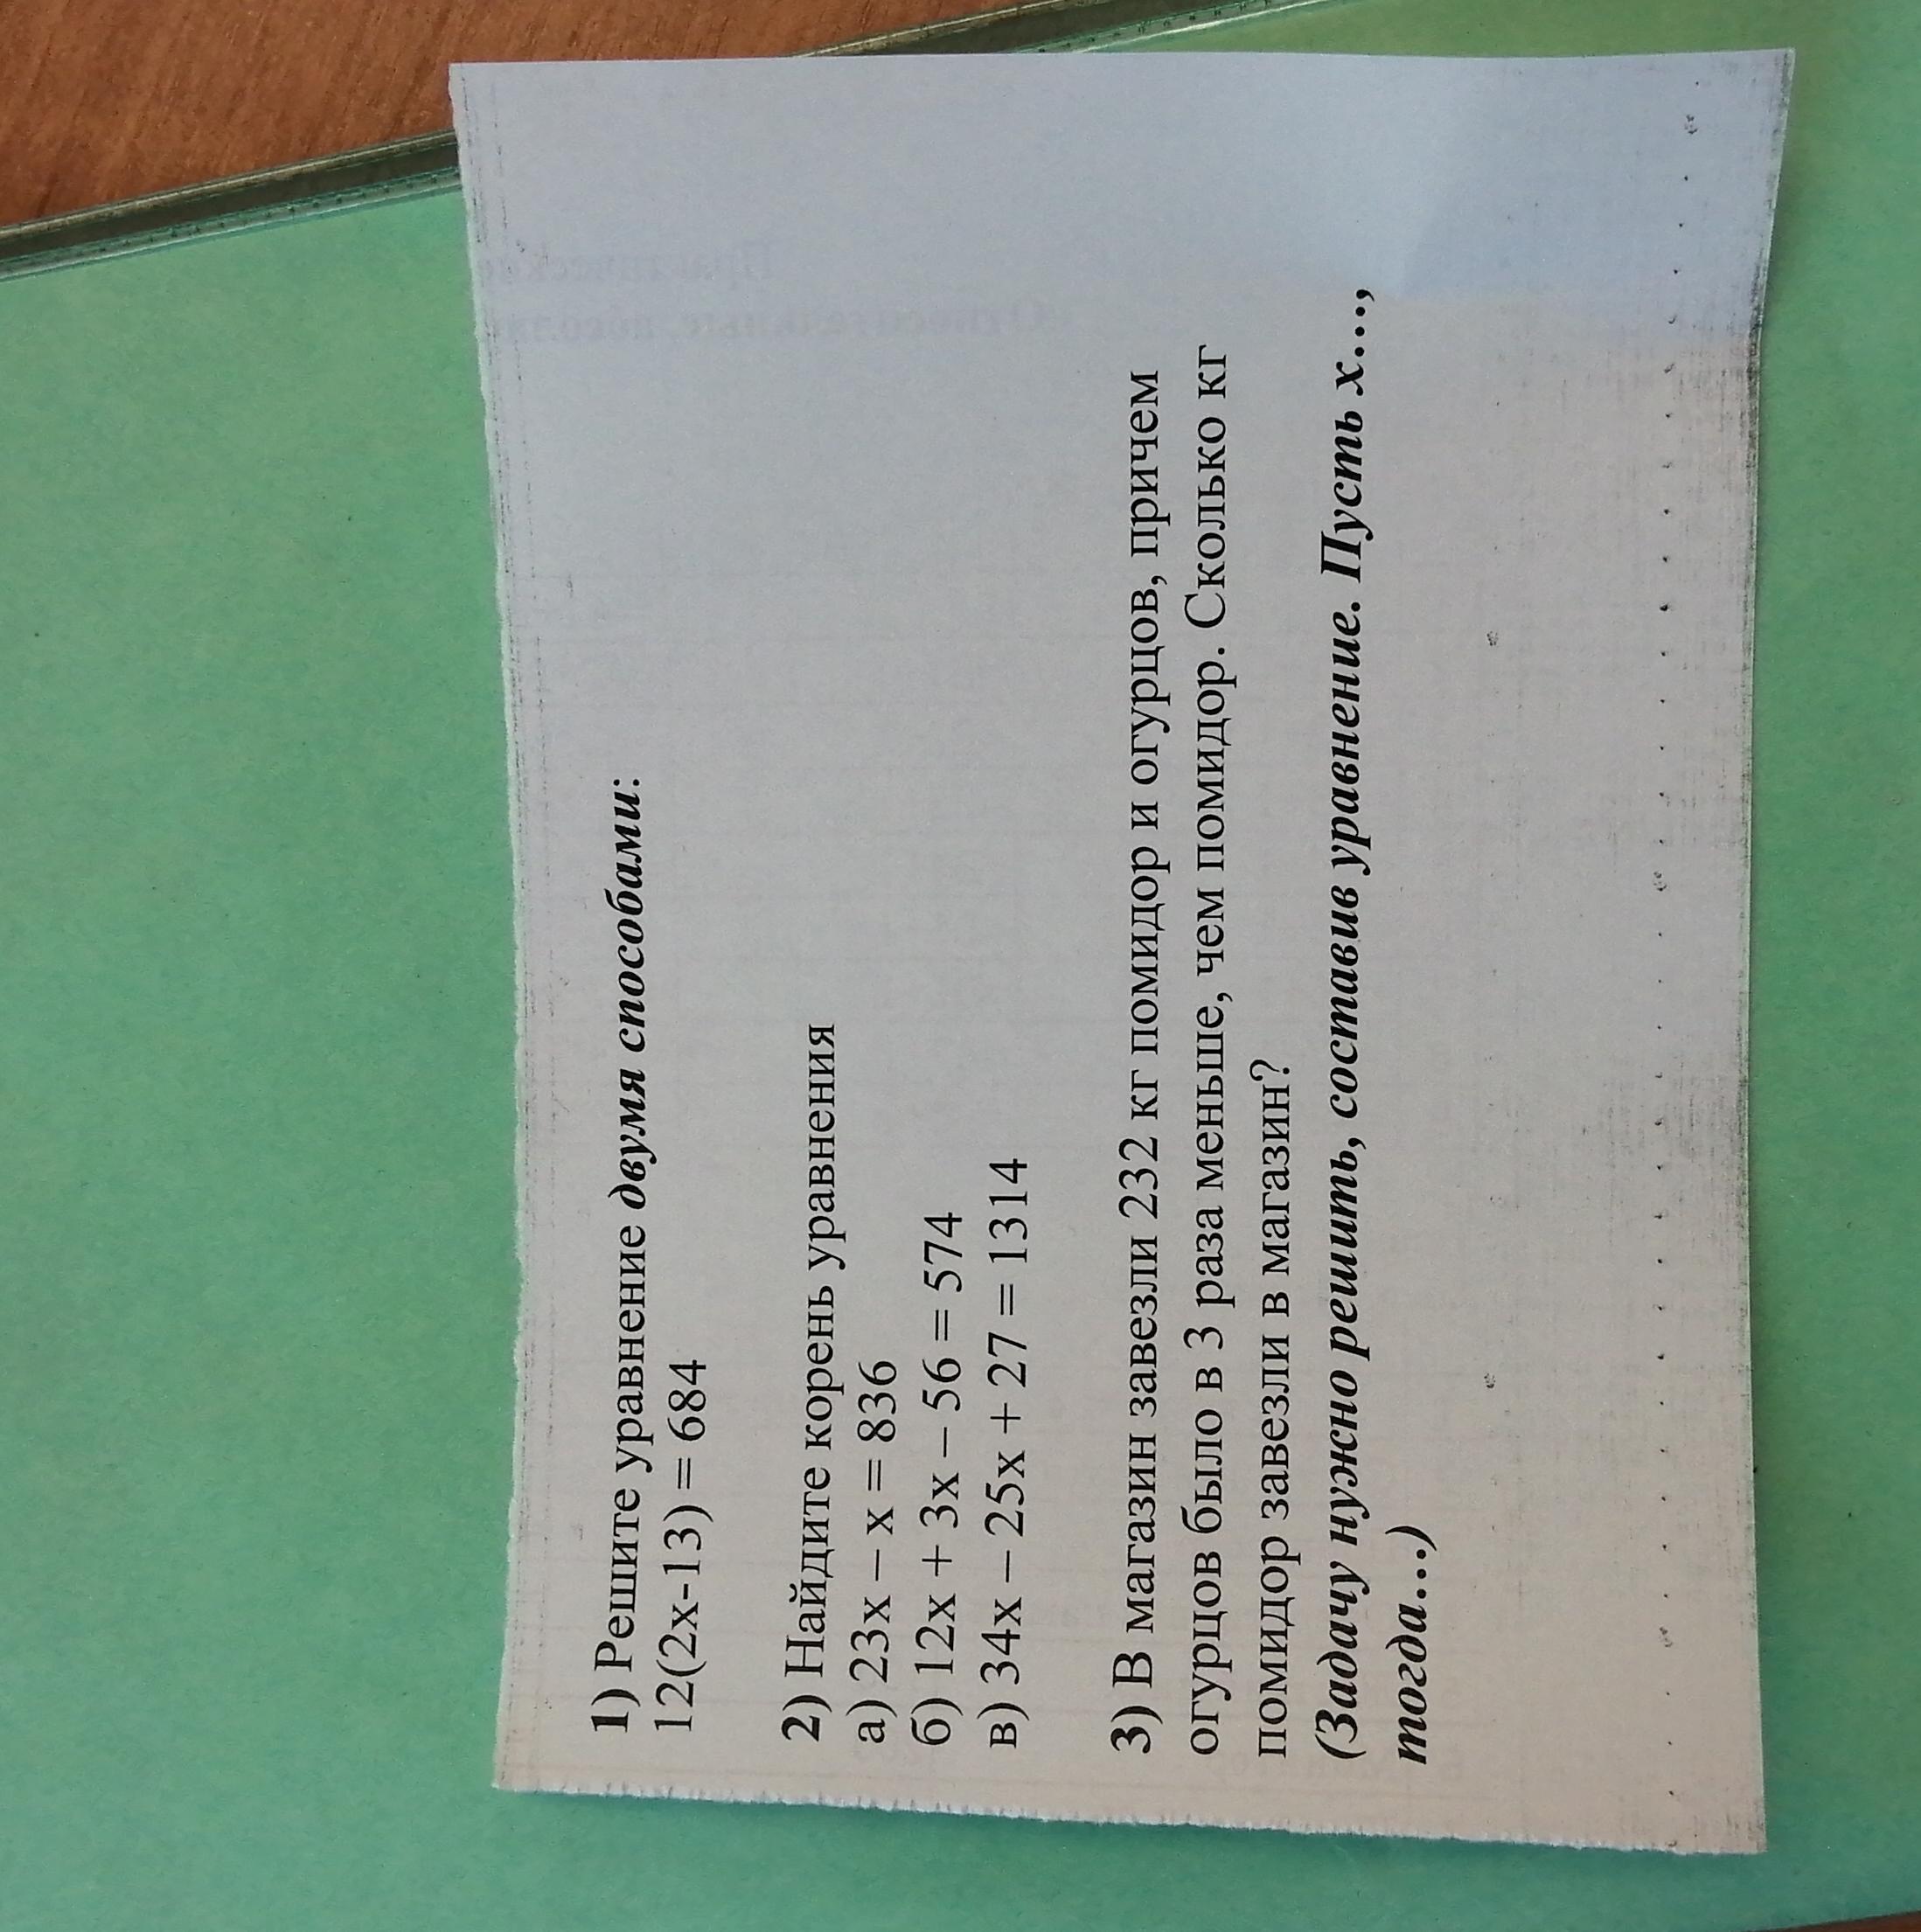 1) Решите уравнение двумя способами:
12(2х-13) = 684
2) Найдите корень уравнения
а) 23х – х = 836
б) 12х + 3х – 56 = 574
в) 34х – 25х + 27 = 1314
3) В магазин завезли 232 кг помидор и огурцов, причем
огурцов было в 3 раза меньше, чем помидор. Сколько кг
помидор завезли в магазин?
(Задачу нужно решить, составив уравнение. Пусть х…,
тогда…)